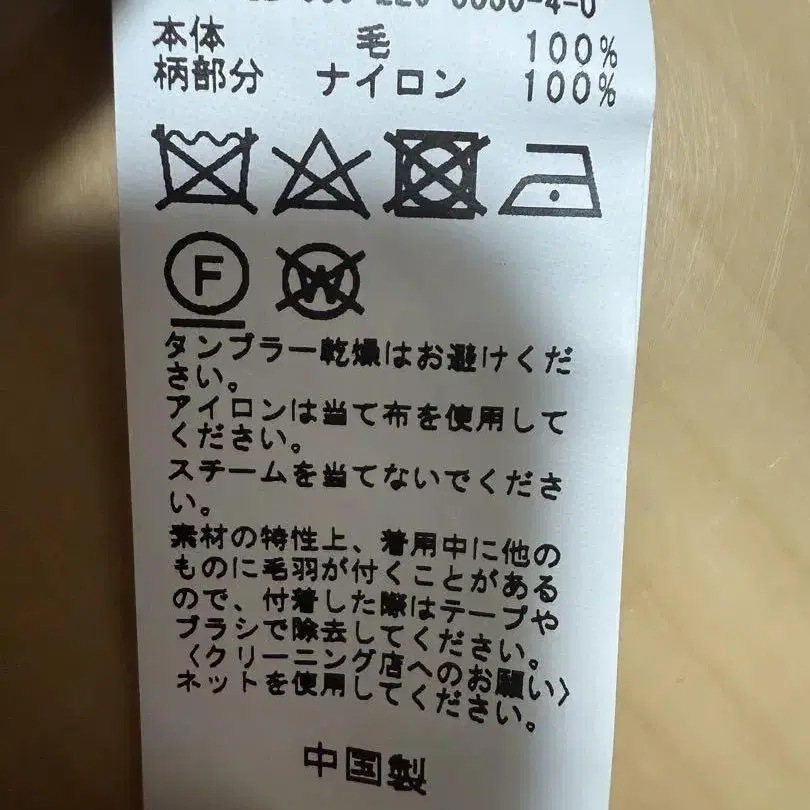 本体 毛 100%
柄部分 ナイロン 100%
F W
タンブラー乾燥はお避けくだ
さい。
アイロンは当て布を使用して
ください。
スチームを当てないでくださ
い。
素材の特性上、着用中に他の
ものに毛羽が付くことがある
ので、付着した際はテープや
ブラシで除去してください。
〈クリーニング店へのお願い〉
ネットを使用してください。
中国製